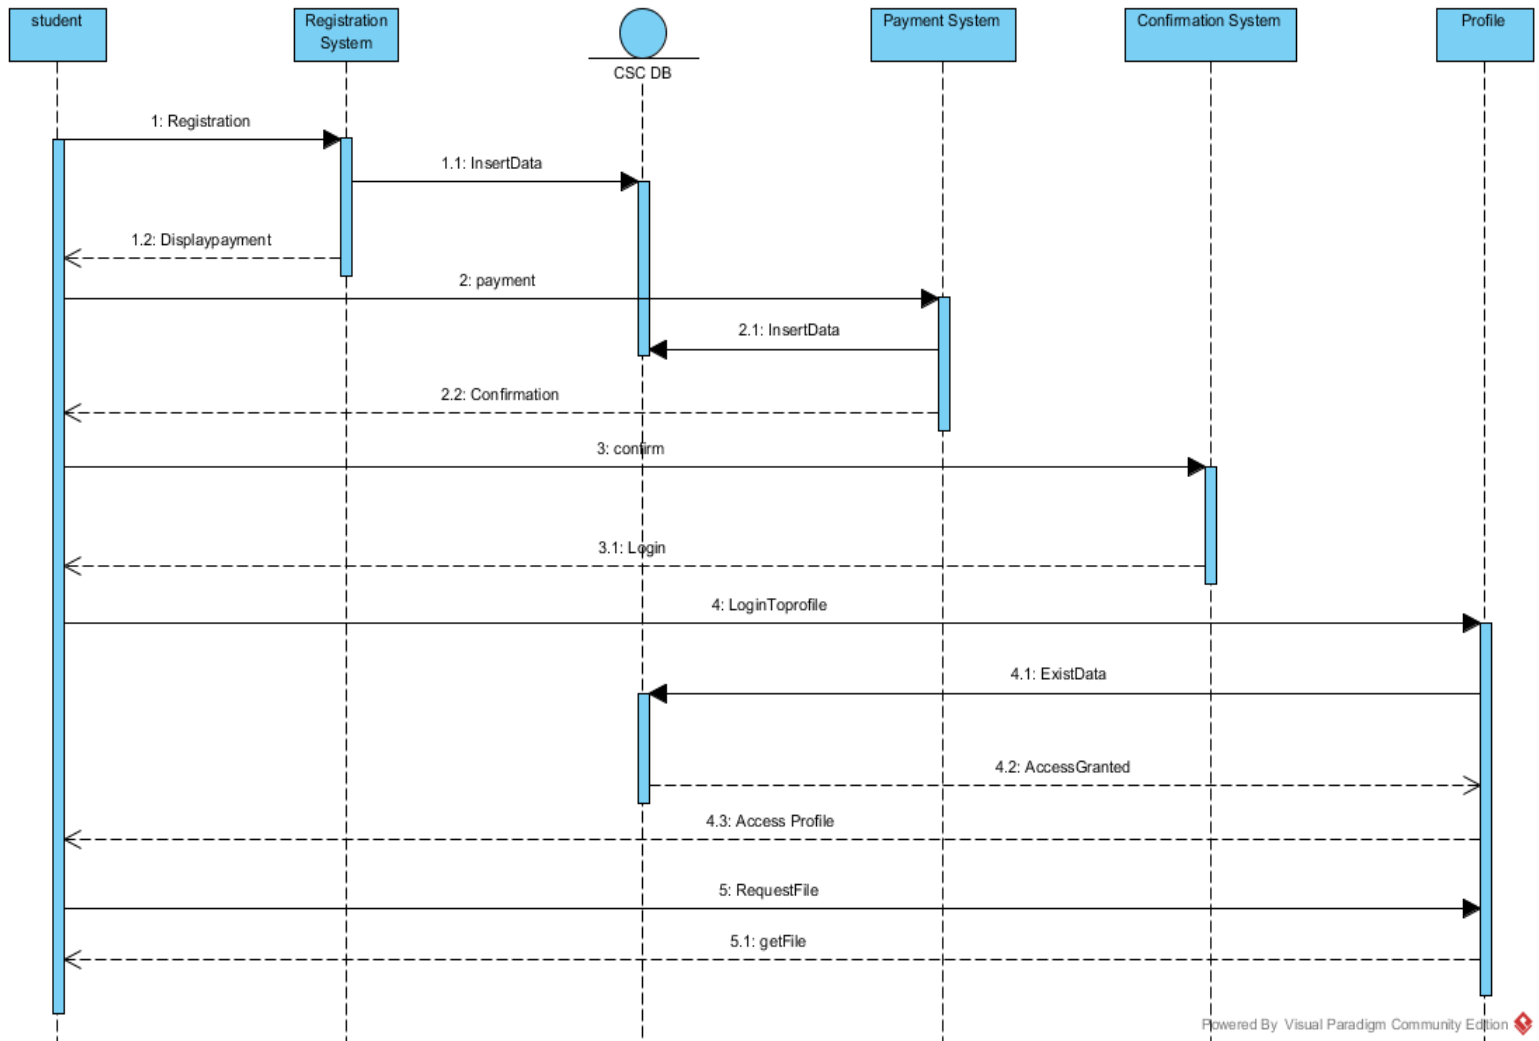 student
Registration
System
CSC DB
Payment System
Confirmation System
Profile
1: Registration
1.1: InsertData
1.2: Displaypayment
2: payment
2.1: InsertData
2.2: Confirmation
3: confirm
3.1: Login
4: LoginToprofile
4.1: ExistData
4.2: AccessGranted
4.3: Access Profile
5: RequestFile
5.1: getFile
Powered By Visual Paradigm Community Edition